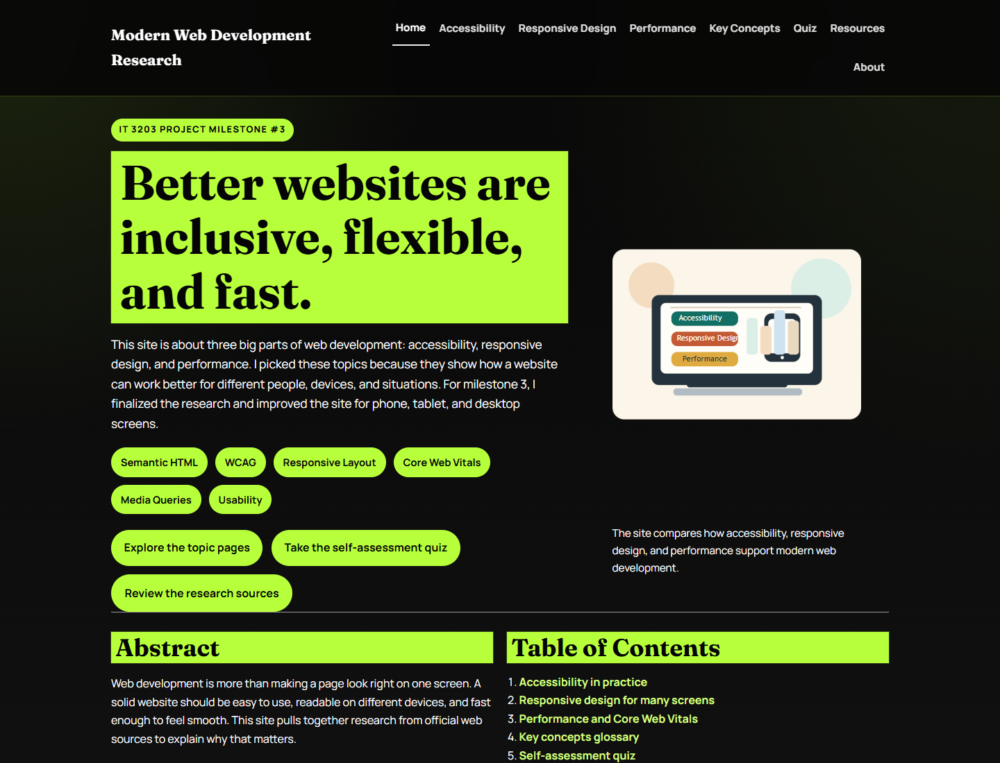 Modern Web Development
Research
Home Accessibility Responsive Design Performance Key Concepts Quiz Resources
About
IT 3203 PROJECT MILESTONE #3
Better websites are
inclusive, flexible,
and fast.
This site is about three big parts of web development: accessibility, responsive
design, and performance. I picked these topics because they show how a website
can work better for different people, devices, and situations. For milestone 3, I
finalized the research and improved the site for phone, tablet, and desktop
screens.
Semantic HTML WCAG Responsive Layout Core Web Vitals
Media Queries Usability
Explore the topic pages Take the self-assessment quiz
Review the research sources
Accessibility
Responsive Design
Performance
The site compares how accessibility, responsive
design, and performance support modern web
development.
Abstract
Web development is more than making a page look right on one screen. A
solid website should be easy to use, readable on different devices, and fast
enough to feel smooth. This site pulls together research from official web
sources to explain why that matters.
Table of Contents
1. Accessibility in practice
2. Responsive design for many screens
3. Performance and Core Web Vitals
4. Key concepts glossary
5. Self-assessment quiz